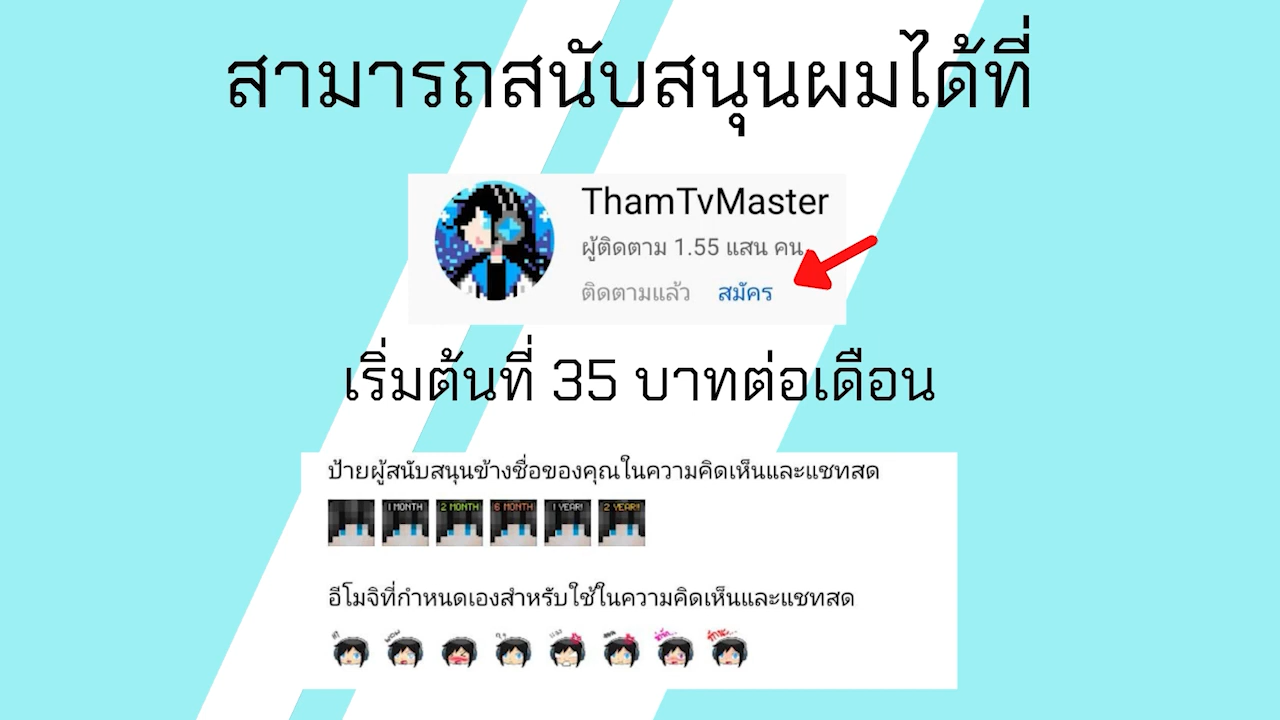 สามารถสนับสนุนผมได้ที่
ThamTvMaster
ผู้ติดตาม 1.55 แสน คน
ติดตามแล้ว สมัคร
เริ่มต้นที่ 35 บาทต่อเดือน
ป้ายผู้สนับสนุนข้างชื่อของคุณในความคิดเห็นและแชทสด
1 MONTH 2 MONTH 6 MONTH 1 YEAR! 2 YEAR!!
อีโมจิที่กำหนดเองสำหรับใช้ในความคิดเห็นและแชทสด